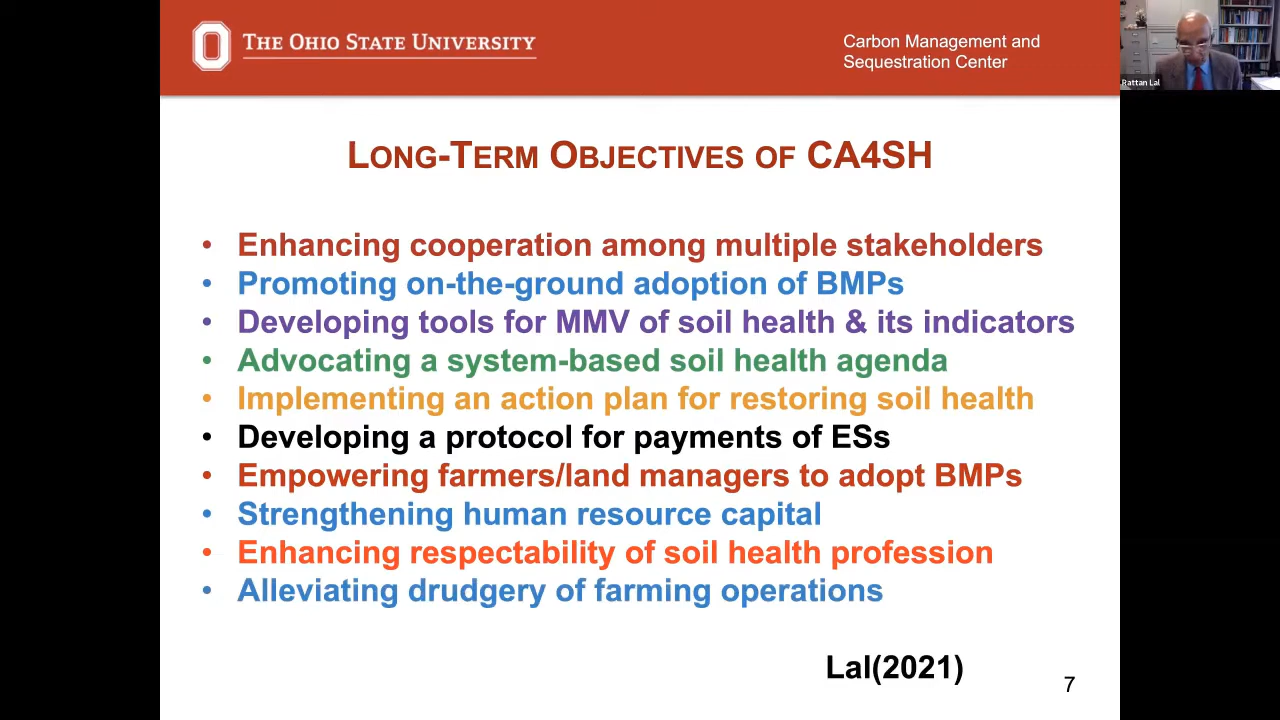 THE OHIO STATE UNIVERSITY
Carbon Management and
Sequestration Center
Rattan Lal
LONG-TERM OBJECTIVES OF CA4SH
• Enhancing cooperation among multiple stakeholders
• Promoting on-the-ground adoption of BMPs
• Developing tools for MMV of soil health & its indicators
• Advocating a system-based soil health agenda
• Implementing an action plan for restoring soil health
• Developing a protocol for payments of ESs
• Empowering farmers/land managers to adopt BMPs
• Strengthening human resource capital
• Enhancing respectability of soil health profession
• Alleviating drudgery of farming operations
Lal(2021)
7